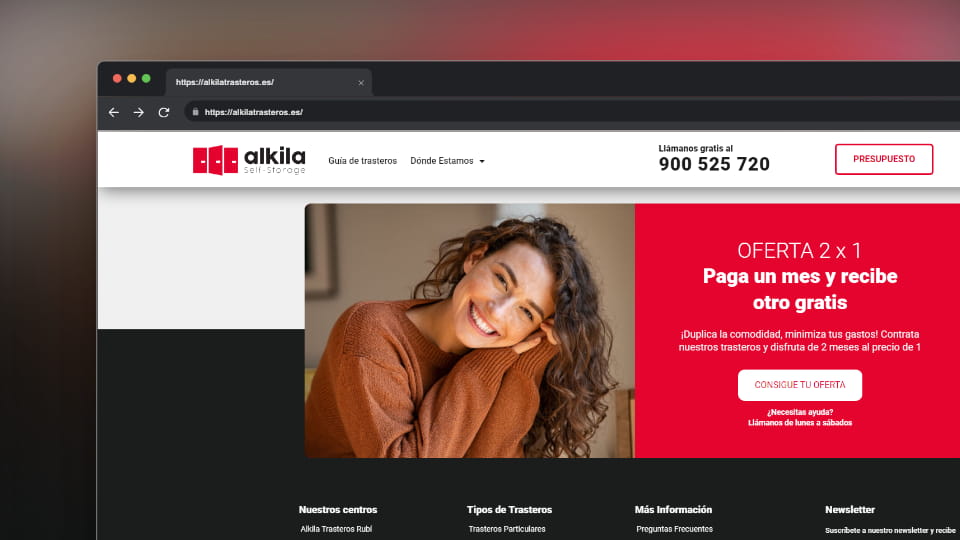 https://alkilatrasteros.es/
https://alkilatrasteros.es/
alkila
Self-Storage
Guía de trasteros
Dónde Estamos
Llámanos gratis al
900 525 720
PRESUPUESTO
OFERTA 2 x 1
Paga un mes y recibe
otro gratis
¡Duplica la comodidad, minimiza tus gastos! Contrata
nuestros trasteros y disfruta de 2 meses al precio de 1
CONSIGUE TU OFERTA
¿Necesitas ayuda?
Llámanos de lunes a sábados
Nuestros centros
Alkila Trasteros Rubí
Tipos de Trasteros
Trasteros Particulares
Más Información
Preguntas Frecuentes
Newsletter
Suscríbete a nuestro newsletter y recibe